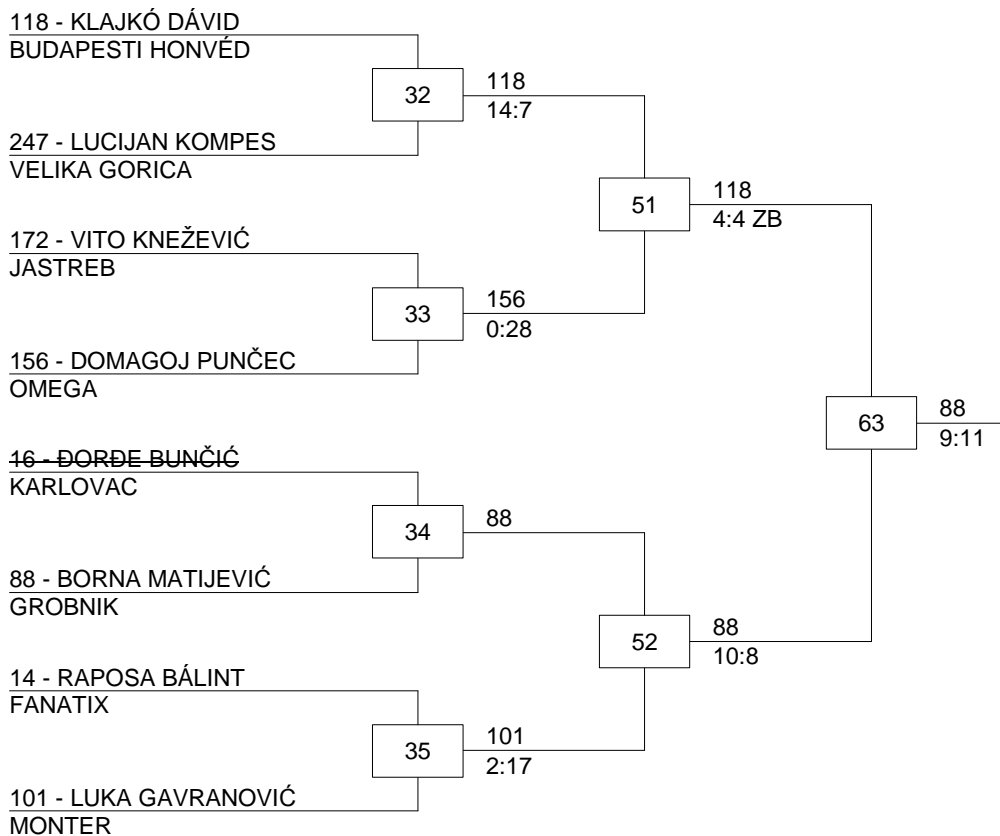 118 - KLAJKÓ DÁVID
BUDAPESTI HONVÉD
32
118
14:7
247 - LUCIJAN KOMPES
VELIKA GORICA
51
118
4:4 ZB
172 - VITO KNEŽEVIĆ
JASTREB
33
156
0:28
156 - DOMAGOJ PUNČEC
OMEGA
63
88
9:11
16 - ĐORĐE BUNČIĆ
KARLOVAC
34
88
88 - BORNA MATIJEVIĆ
GROBNIK
52
88
10:8
14 - RAPOSA BÁLINT
FANATIX
35
101
2:17
101 - LUKA GAVRANOVIĆ
MONTER